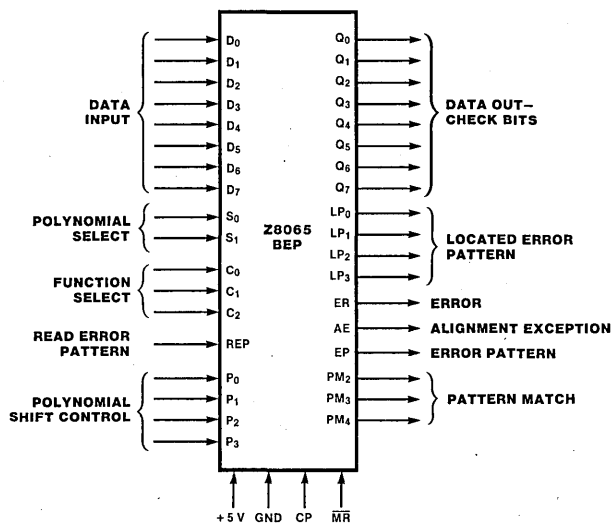 DATA
INPUT
D0
D1
D2
D3
D4
D5
D6
D7
POLYNOMIAL
SELECT
S0
S1
FUNCTION
SELECT
C0
C1
C2
READ ERROR
PATTERN
REP
POLYNOMIAL
SHIFT CONTROL
P0
P1
P2
P3
Z8065
BEP
Q0
Q1
Q2
Q3
Q4
Q5
Q6
Q7
DATA OUT–
CHECK BITS
LP0
LP1
LP2
LP3
LOCATED ERROR
PATTERN
ER ERROR
AE ALIGNMENT EXCEPTION
EP ERROR PATTERN
PM2
PM3
PM4
PATTERN MATCH
+5 V GND CP M̅R̅